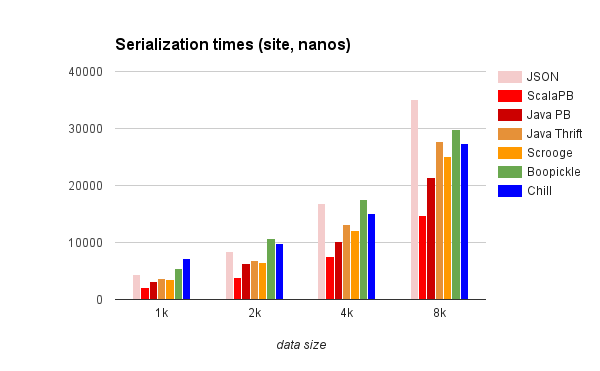 Serialization times (site, nanos)
40000
30000
20000
10000
0
1k
2k
4k
8k
data size
JSON
ScalaPB
Java PB
Java Thrift
Scrooge
Boopickle
Chill